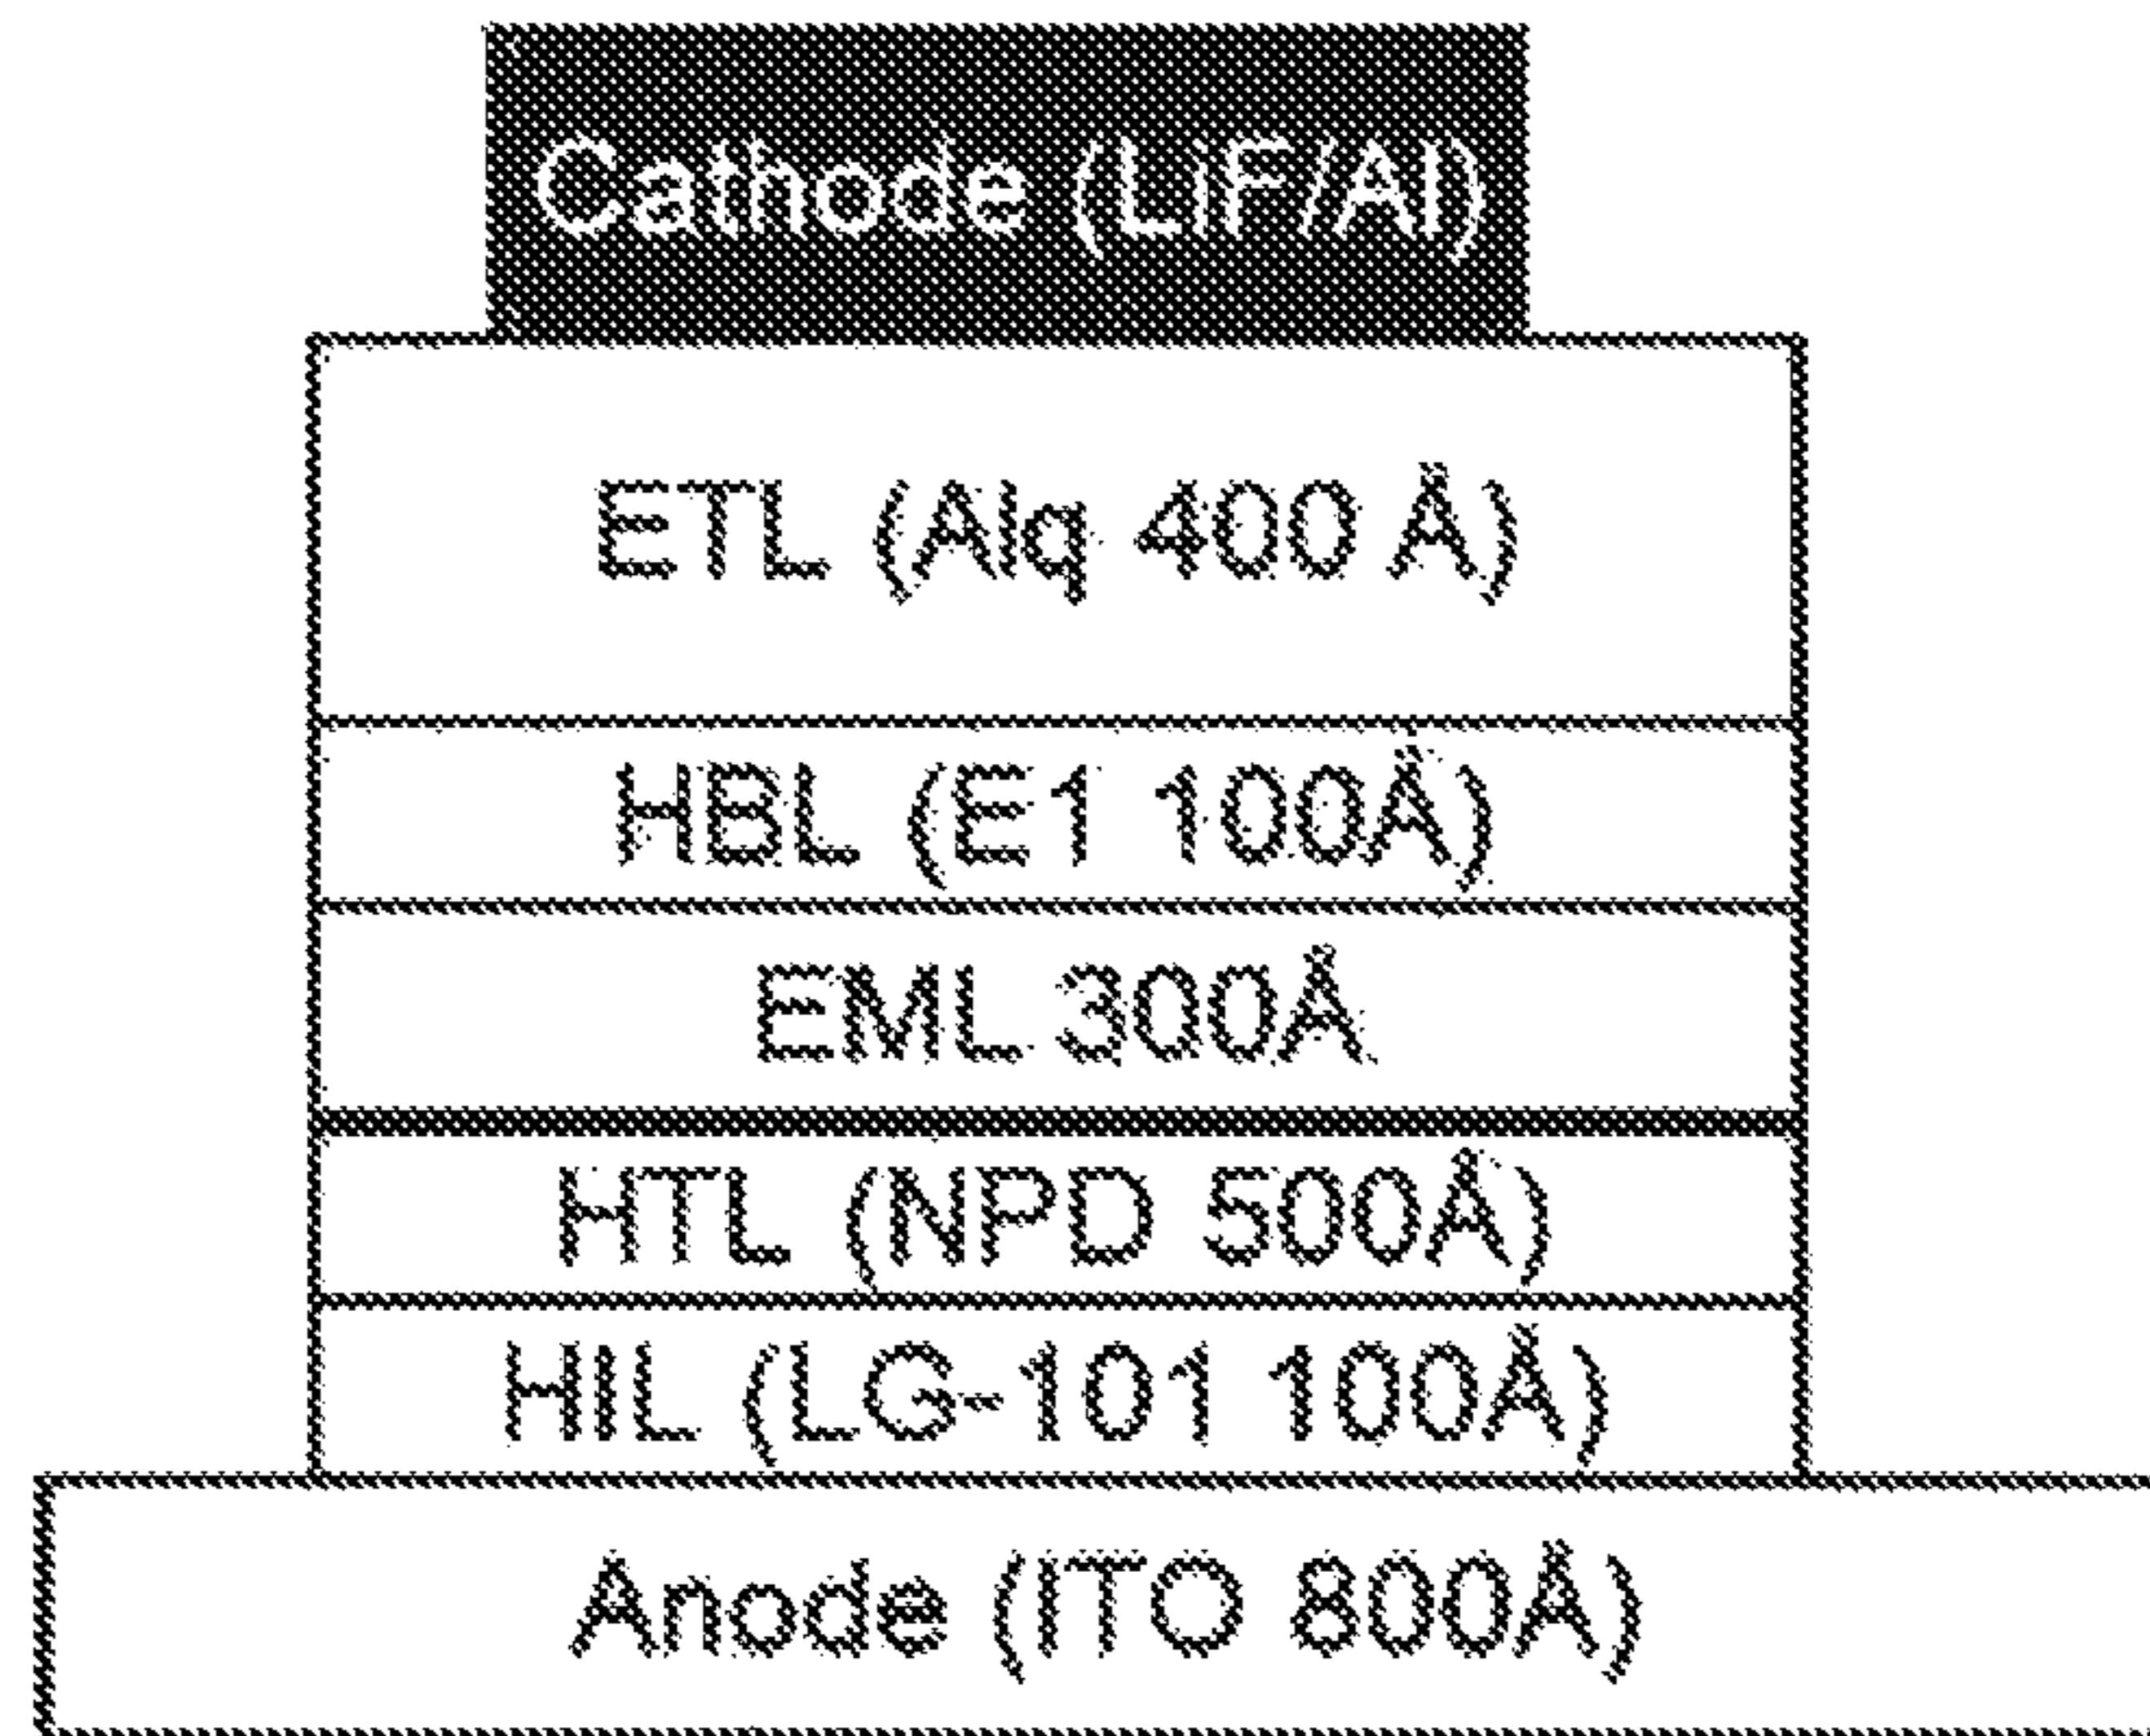 Cathode (LiF/Al)
ETL (Alq 400 Å)
HBL (E1 100Å)
EML 300Å
HTL (NPD 500Å)
HIL (LG-101 100Å)
Anode (ITO 800Å)